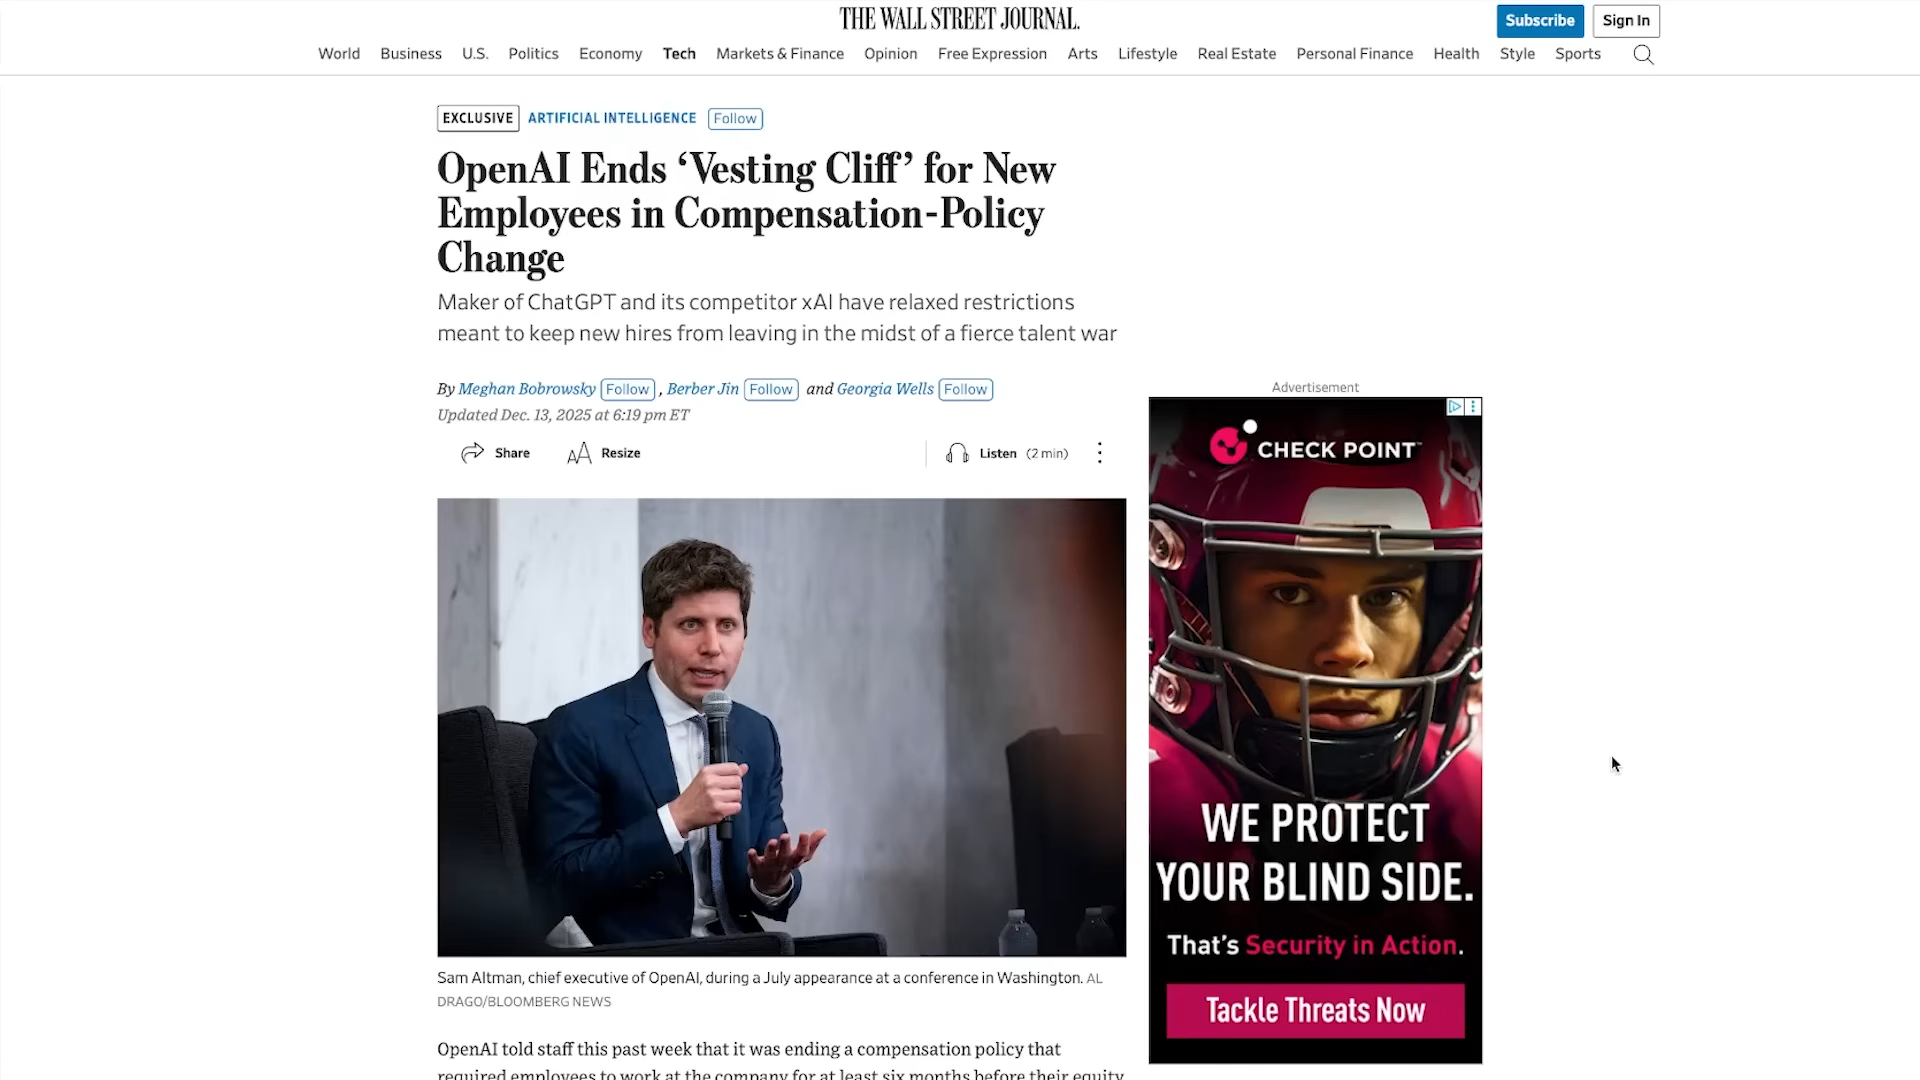 THE WALL STREET JOURNAL.
Subscribe
Sign In
World Business U.S. Politics Economy Tech Markets & Finance Opinion Free Expression Arts Lifestyle Real Estate Personal Finance Health Style Sports
EXCLUSIVE ARTIFICIAL INTELLIGENCE Follow
OpenAI Ends ‘Vesting Cliff’ for New
Employees in Compensation-Policy
Change
Maker of ChatGPT and its competitor xAI have relaxed restrictions
meant to keep new hires from leaving in the midst of a fierce talent war
By Meghan Bobrowsky Follow , Berber Jin Follow and Georgia Wells Follow
Updated Dec. 13, 2025 at 6:19 pm ET
Share AA Resize Listen (2 min)
Sam Altman, chief executive of OpenAI, during a July appearance at a conference in Washington. AL
DRAGO/BLOOMBERG NEWS
OpenAI told staff this past week that it was ending a compensation policy that
required employees to work at the company for at least six months before their equity
Advertisement
CHECK POINT™
WE PROTECT
YOUR BLIND SIDE.
That's Security in Action.
Tackle Threats Now